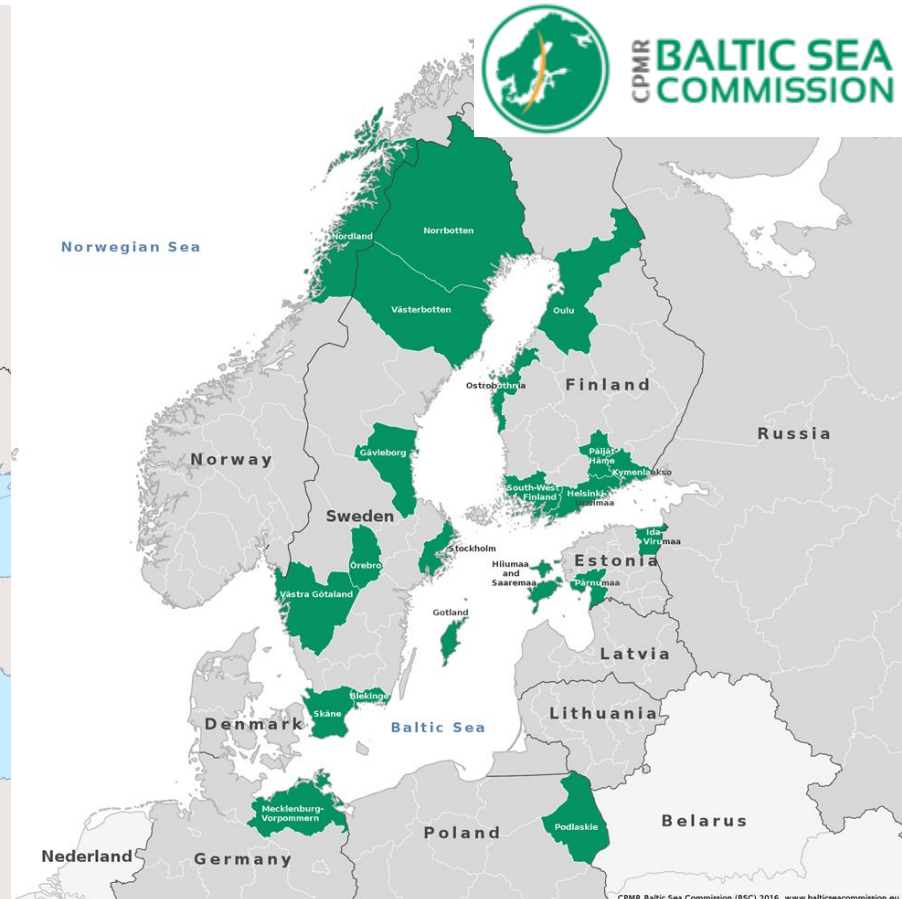 CPMR
BALTIC SEA
COMMISSION
Norwegian Sea
Nordland
Norrbotten
Västerbotten
Oulu
Ostrobothnia
Finland
Russia
Norway
Gävleborg
Päijät-
Häme
Kymenlaakso
South-West
Finland
Helsinki-
Uusimaa
Sweden
Stockholm
Örebro
Ida-
Virumaa
Estonia
Hiiumaa
and
Saaremaa
Pärnumaa
Västra Götaland
Gotland
Latvia
Blekinge
Skåne
Lithuania
Denmark
Baltic Sea
Mecklenburg-
Vorpommern
Podlaskie
Belarus
Poland
Nederland
Germany
CPMR Baltic Sea Commission (BSC) 2016, www.balticseacommission.eu